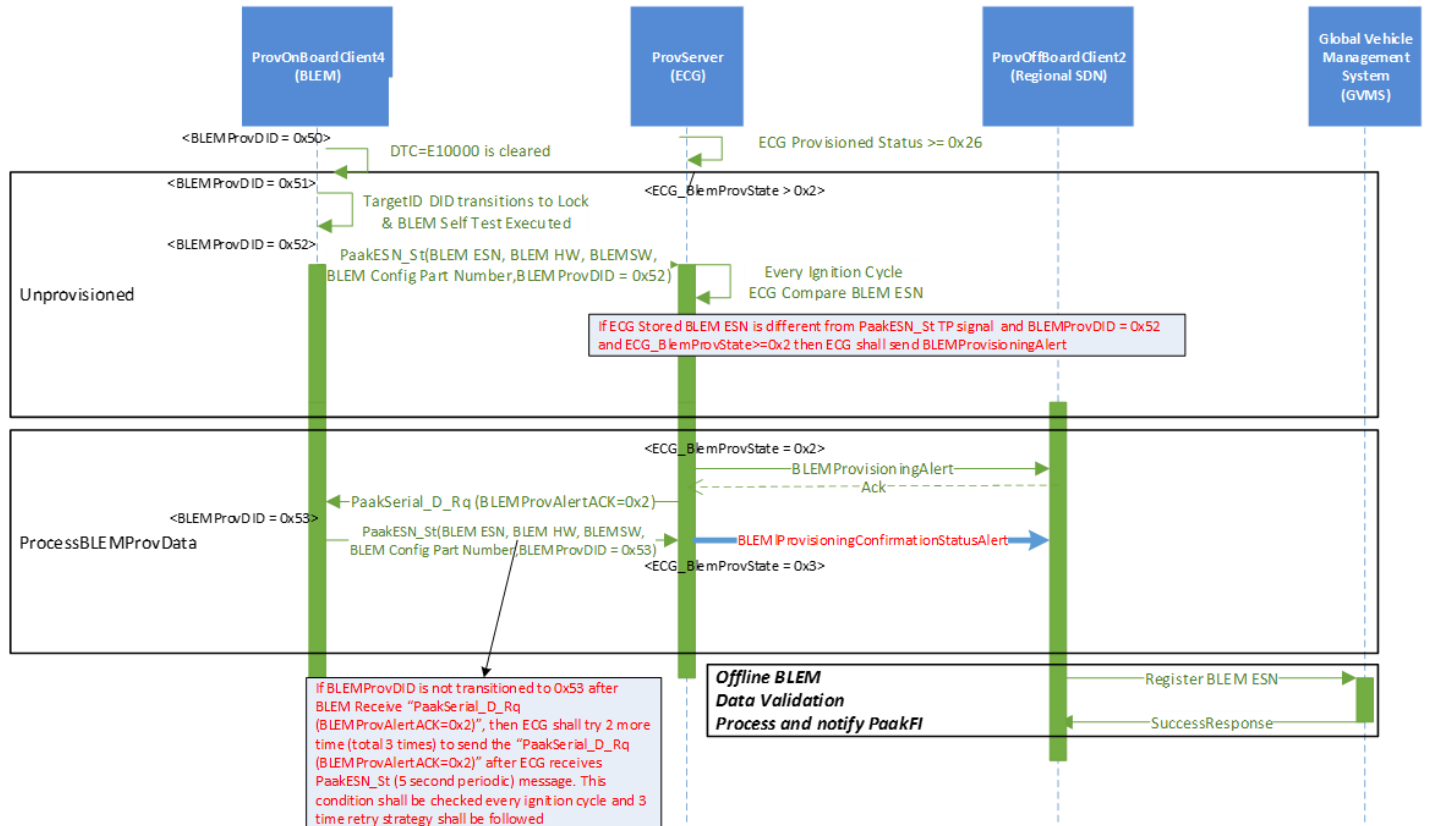 ProvOnBoardClient4
(BLEM)
ProvServer
(ECG)
ProvOffBoardClient2
(Regional SDN)
Global Vehicle
Management
System
(GVMS)
<BLEMProvDID = 0x50>
DTC=E10000 is cleared
ECG Provisioned Status >= 0x26
<BLEMProvDID = 0x51>
<ECG_BlemProvState > 0x2>
TargetID DID transitions to Lock
& BLEM Self Test Executed
<BLEMProvDID = 0x52>
PaakESN_St(BLEM ESN, BLEM HW, BLEMSW,
BLEM Config Part Number,BLEMProvDID = 0x52)
Every Ignition Cycle
ECG Compare BLEM ESN
Unprovisioned
If ECG Stored BLEM ESN is different from PaakESN_St TP signal and BLEMProvDID = 0x52
and ECG_BlemProvState>=0x2 then ECG shall send BLEMProvisioningAlert
<ECG_BlemProvState = 0x2>
BLEMProvisioningAlert
Ack
PaakSerial_D_Rq (BLEMProvAlertACK=0x2)
<BLEMProvDID = 0x53>
ProcessBLEMProvData
PaakESN_St(BLEM ESN, BLEM HW, BLEMSW,
BLEM Config Part Number,BLEMProvDID = 0x53)
BLEMlProvisioningConfirmationStatusAlert
<ECG_BlemProvState = 0x3>
Offline BLEM
Data Validation
Process and notify PaakFI
Register BLEM ESN
SuccessResponse
If BLEMProvDID is not transitioned to 0x53 after
BLEM Receive “PaakSerial_D_Rq
(BLEMProvAlertACK=0x2)”, then ECG shall try 2 more
time (total 3 times) to send the “PaakSerial_D_Rq
(BLEMProvAlertACK=0x2)” after ECG receives
PaakESN_St (5 second periodic) message. This
condition shall be checked every ignition cycle and 3
time retry strategy shall be followed